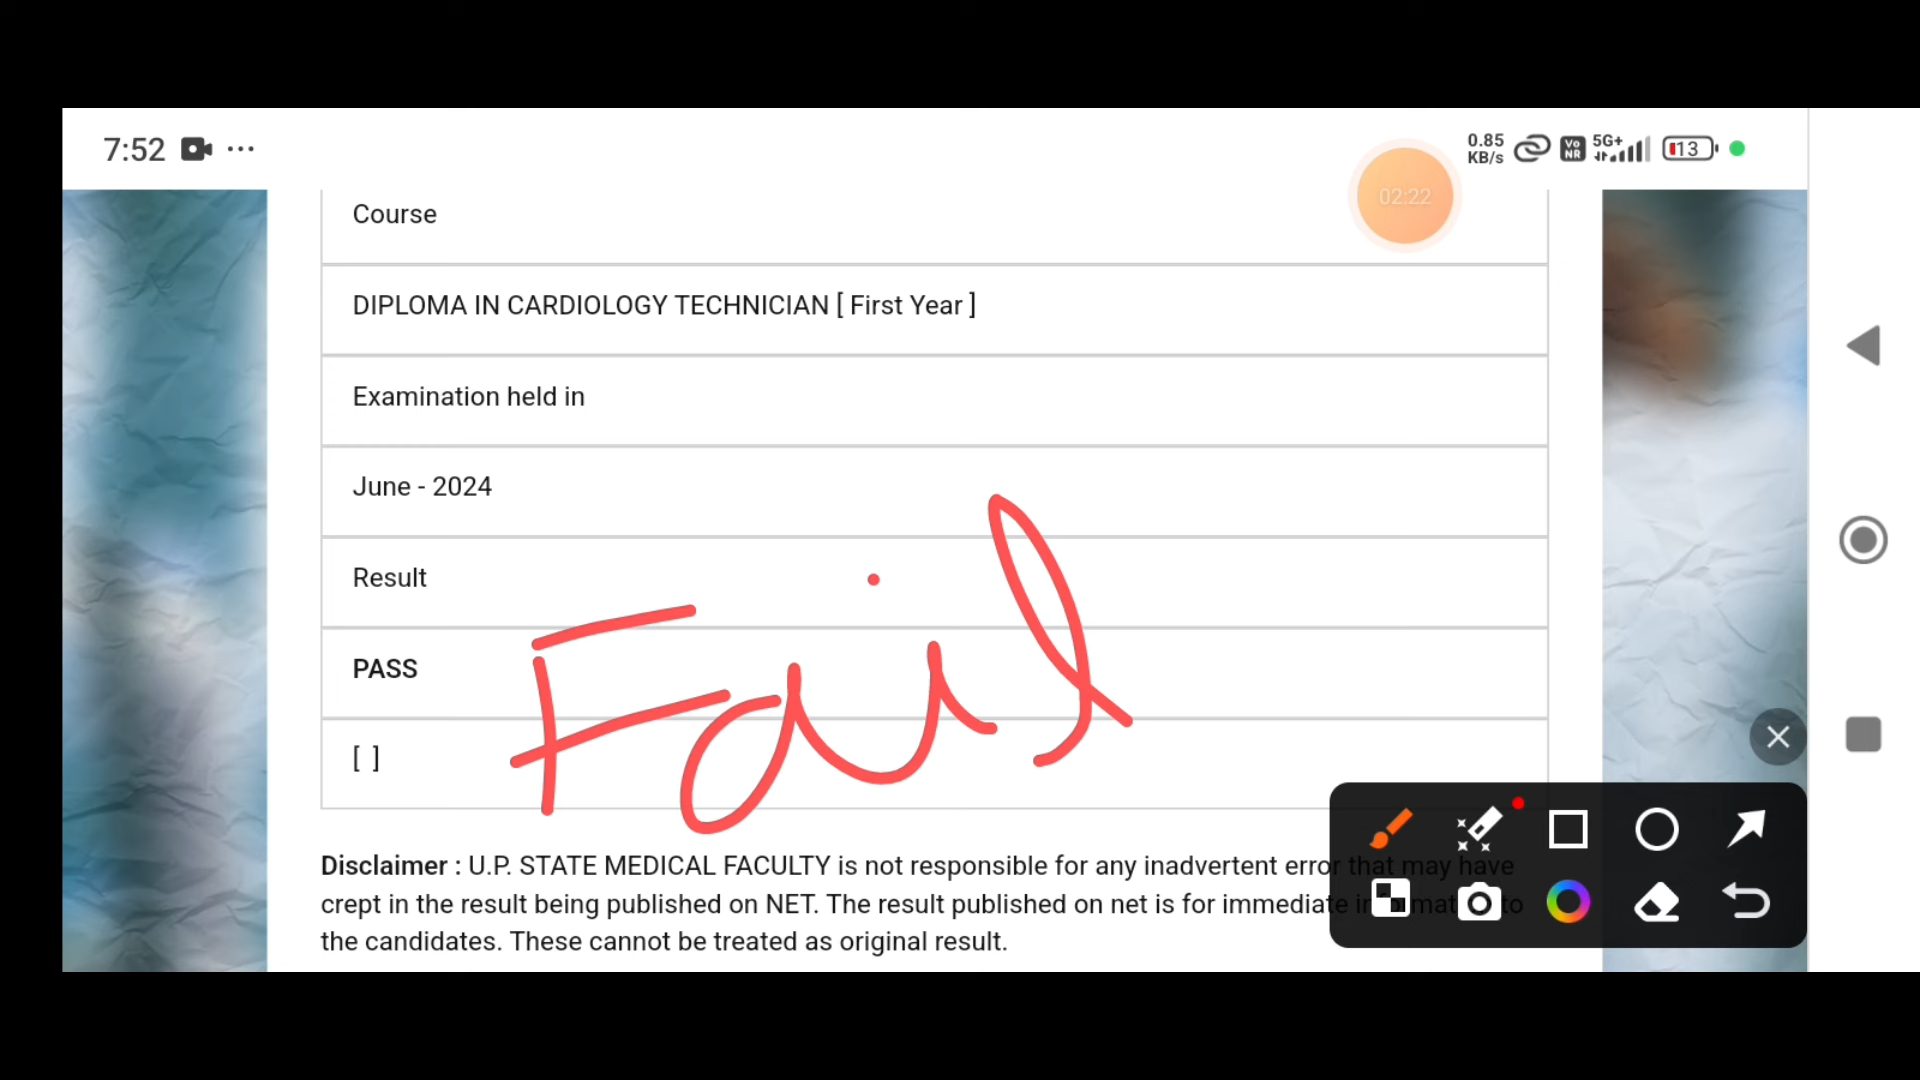 7:52 ...
0.85 KB/s Vo NR 5G+ 13
02:22
Course
DIPLOMA IN CARDIOLOGY TECHNICIAN [ First Year ]
Examination held in
June - 2024
Result
PASS
Fail
[ ]
Disclaimer : U.P. STATE MEDICAL FACULTY is not responsible for any inadvertent error that may have
crept in the result being published on NET. The result published on net is for immediate to
the candidates. These cannot be treated as original result.